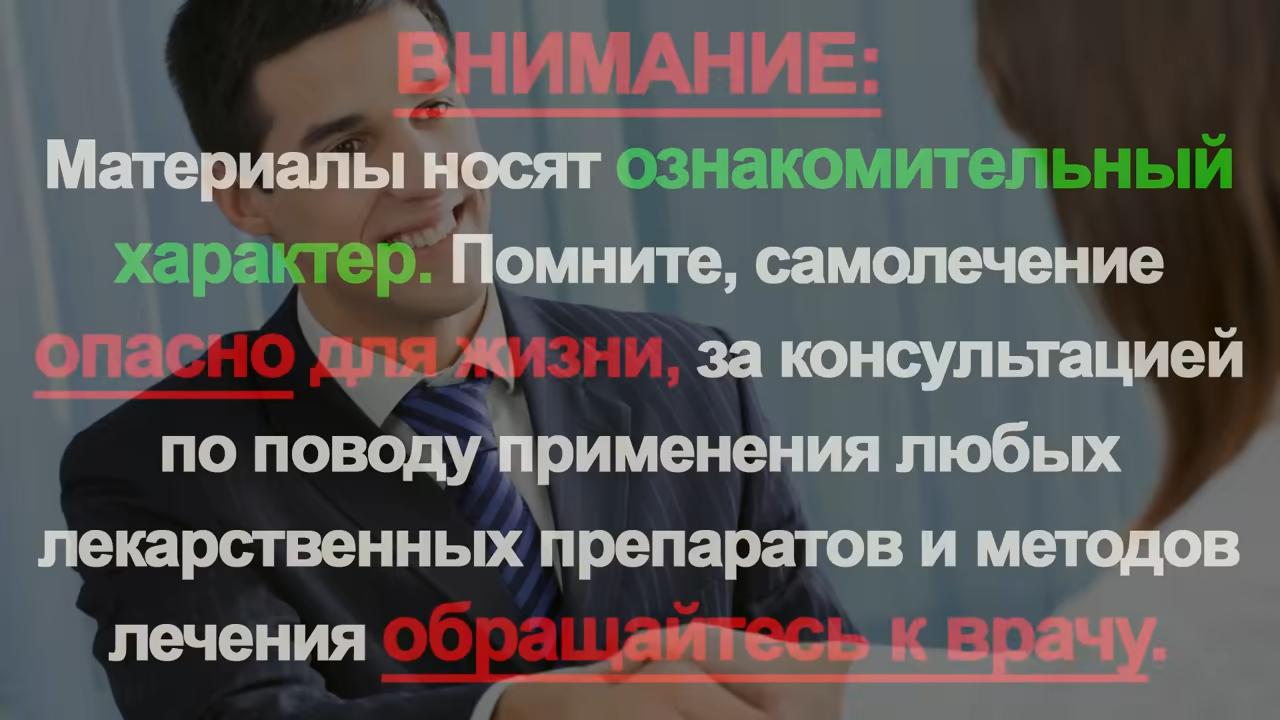 ВНИМАНИЕ:
Материалы носят ознакомительный
характер. Помните, самолечение
опасно для жизни, за консультацией
по поводу применения любых
лекарственных препаратов и методов
лечения обращайтесь к врачу.